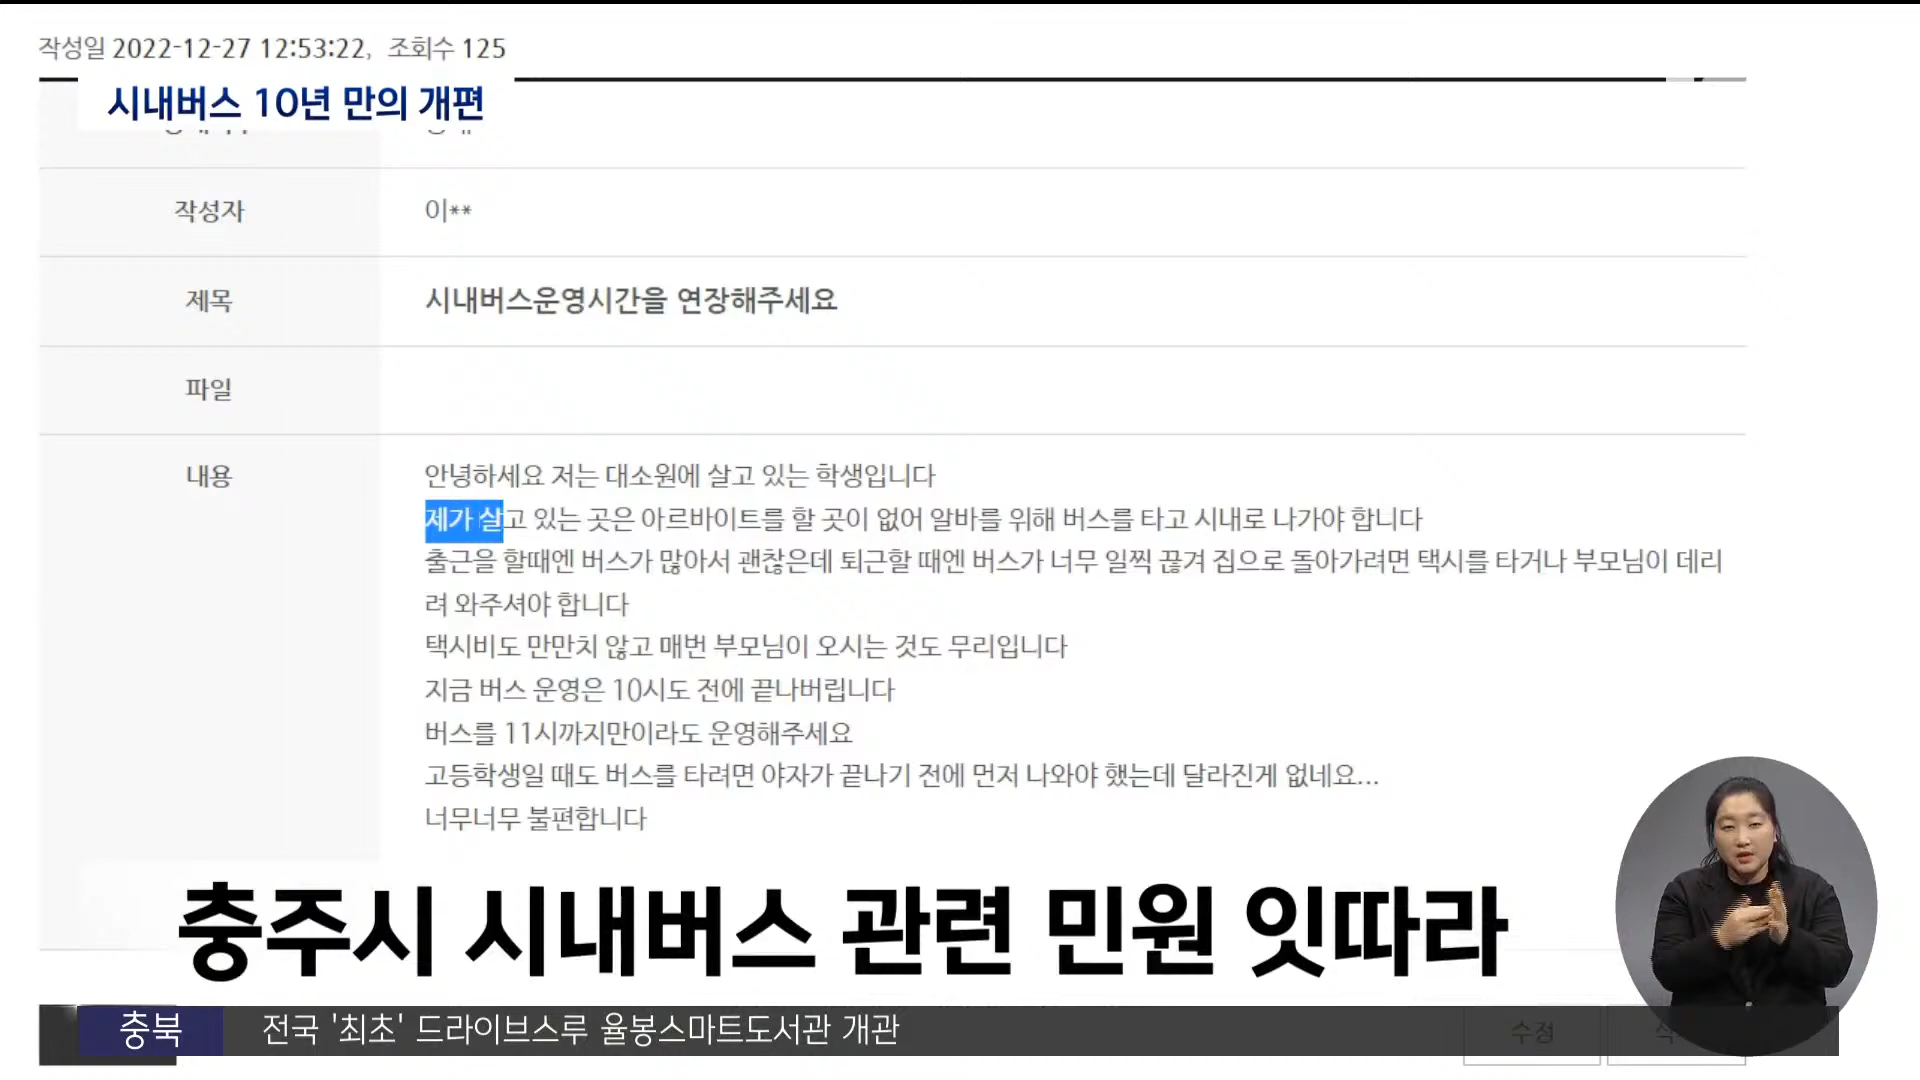 작성일 2022-12-27 12:53:22, 조회수 125
시내버스 10년 만의 개편
작성자 이**
제목 시내버스운영시간을 연장해주세요
파일
내용 안녕하세요 저는 대소원에 살고 있는 학생입니다
제가 살고 있는 곳은 아르바이트를 할 곳이 없어 알바를 위해 버스를 타고 시내로 나가야 합니다
출근을 할때엔 버스가 많아서 괜찮은데 퇴근할 때엔 버스가 너무 일찍 끊겨 집으로 돌아가려면 택시를 타거나 부모님이 데리
려 와주셔야 합니다
택시비도 만만치 않고 매번 부모님이 오시는 것도 무리입니다
지금 버스 운영은 10시도 전에 끝나버립니다
버스를 11시까지만이라도 운영해주세요
고등학생일 때도 버스를 타려면 야자가 끝나기 전에 먼저 나와야 했는데 달라진게 없네요...
너무너무 불편합니다
충주시 시내버스 관련 민원 잇따라
충북 전국 '최초' 드라이브스루 율봉스마트도서관 개관
수정